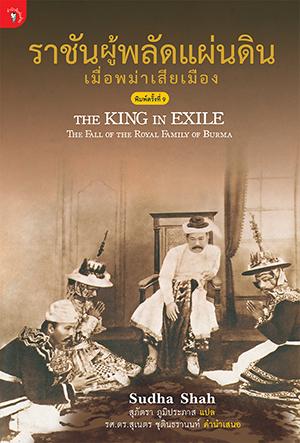 ราชันผู้พลัดแผ่นดิน
เมื่อพม่าเสียเมือง
พิมพ์ครั้งที่ ๙
THE KING IN EXILE
THE FALL OF THE ROYAL FAMILY OF BURMA
Sudha Shah
สุภัตรา ภูมิประภาส แปล
รศ.ดร.สุเนตร ชุตินธรานนท์ คำนำเสนอ